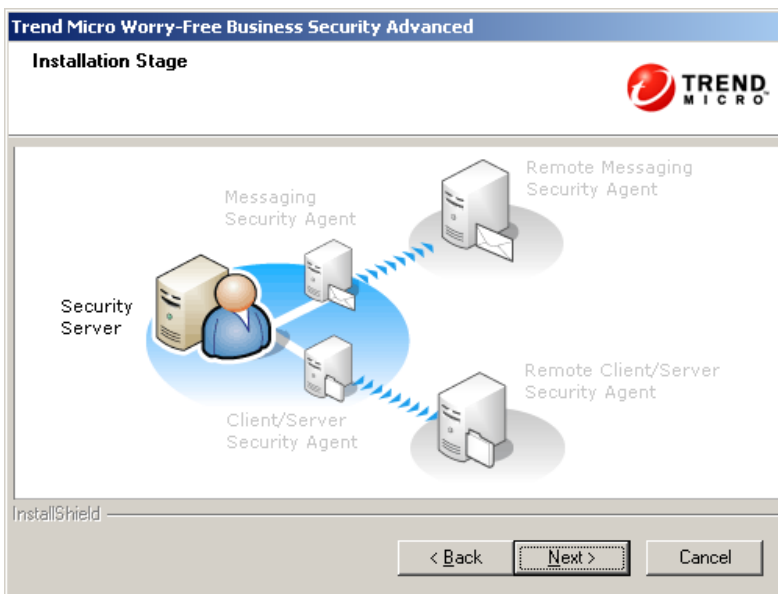 Trend Micro Worry-Free Business Security Advanced
Installation Stage
TREND
MICRO™
Remote Messaging
Security Agent
Messaging
Security Agent
Security
Server
Remote Client/Server
Security Agent
Client/Server
Security Agent
InstallShield
< Back
Next >
Cancel